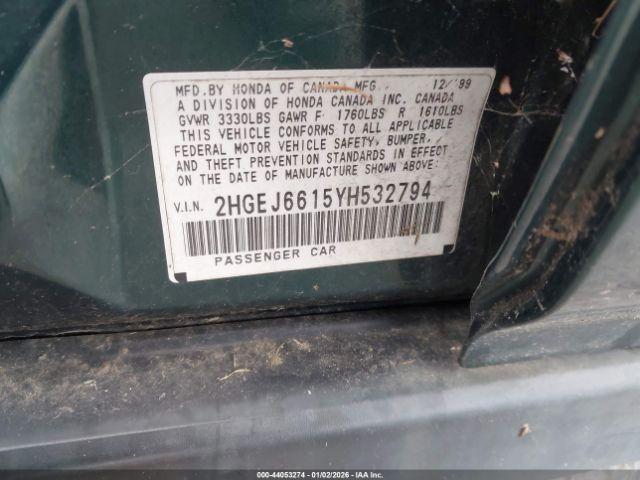 MFD.BY HONDA OF CANADA MFG. 12/'99
A DIVISION OF HONDA CANADA INC. CANADA
GVWR 3330LBS GAWR F 1760LBS R 1610LBS
THIS VEHICLE CONFORMS TO ALL APPLICABLE
FEDERAL MOTOR VEHICLE SAFETY, BUMPER,
AND THEFT PREVENTION STANDARDS IN EFFECT
ON THE DATE OF MANUFACTURE SHOWN ABOVE:
V.I.N. 2HGEJ6615YH532794
PASSENGER CAR
000-44053274 - 01/02/2026 - IAA Inc.